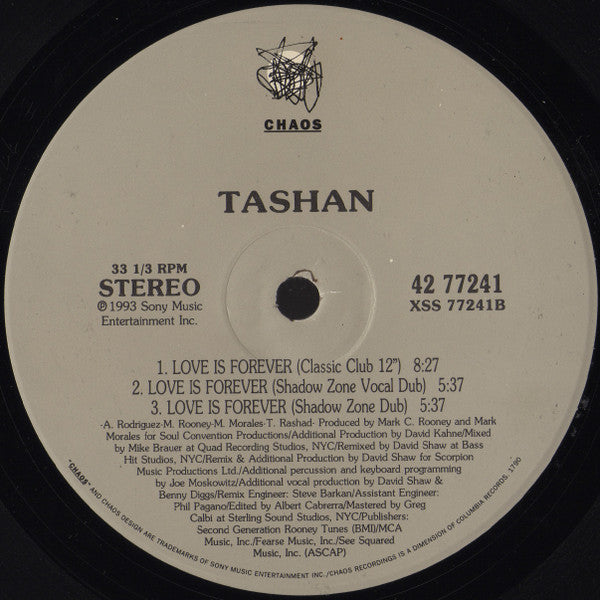 CHAOS
TASHAN
33 1/3 RPM
STEREO
℗ 1993 Sony Music
Entertainment Inc.
42 77241
XSS 77241B
1. LOVE IS FOREVER (Classic Club 12") 8:27
2. LOVE IS FOREVER (Shadow Zone Vocal Dub) 5:37
3. LOVE IS FOREVER (Shadow Zone Dub) 5:37
-A. Rodriguez-M. Rooney-M. Morales-T. Rashad- Produced by Mark C. Rooney and Mark
Morales for Soul Convention Productions/Additional Production by David Kahne/Mixed
by Mike Brauer at Quad Recording Studios, NYC/Remixed by David Shaw at Bass
Hit Studios, NYC/Remix & Additional Production by David Shaw for Scorpion
Music Productions Ltd./Additional percussion and keyboard programming
by Joe Moskowitz/Additional vocal production by David Shaw &
Benny Diggs/Remix Engineer: Steve Barkan/Assistant Engineer:
Phil Pagano/Edited by Albert Cabrerra/Mastered by Greg
Calbi at Sterling Sound Studios, NYC/Publishers:
Second Generation Rooney Tunes (BMI)/MCA
Music, Inc./Fearse Music, Inc./See Squared
Music, Inc. (ASCAP)
"CHAOS" AND CHAOS DESIGN ARE TRADEMARKS OF SONY MUSIC ENTERTAINMENT INC./CHAOS RECORDINGS IS A DIMENSION OF COLUMBIA RECORDS. 1790